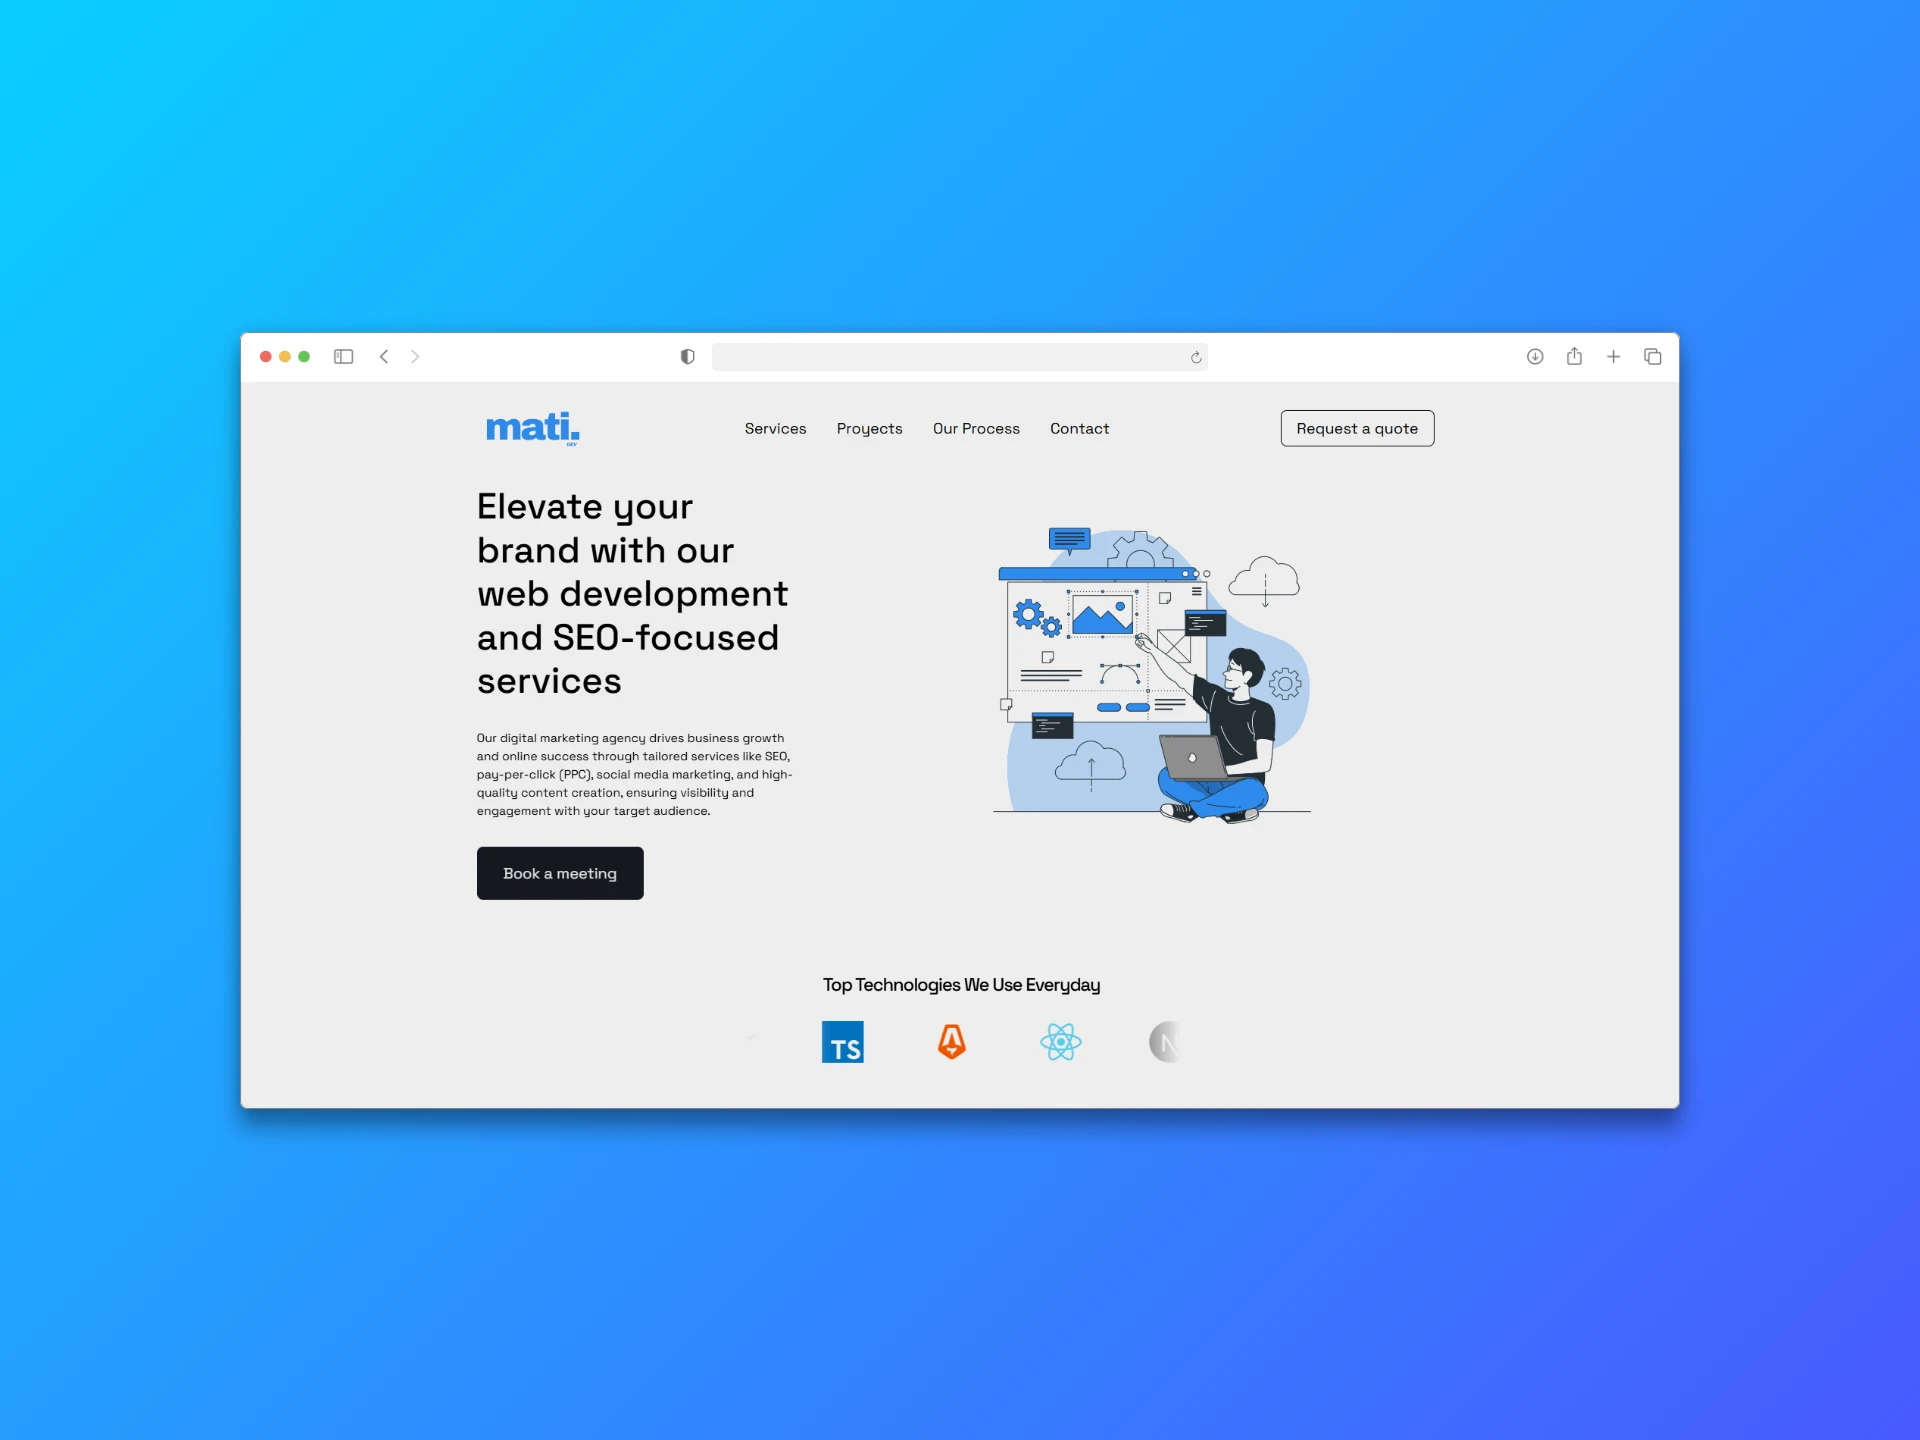 mati.
DEV
Services Proyects Our Process Contact
Request a quote
Elevate your
brand with our
web development
and SEO-focused
services
Our digital marketing agency drives business growth
and online success through tailored services like SEO,
pay-per-click (PPC), social media marketing, and high-
quality content creation, ensuring visibility and
engagement with your target audience.
Book a meeting
Top Technologies We Use Everyday
TS
N